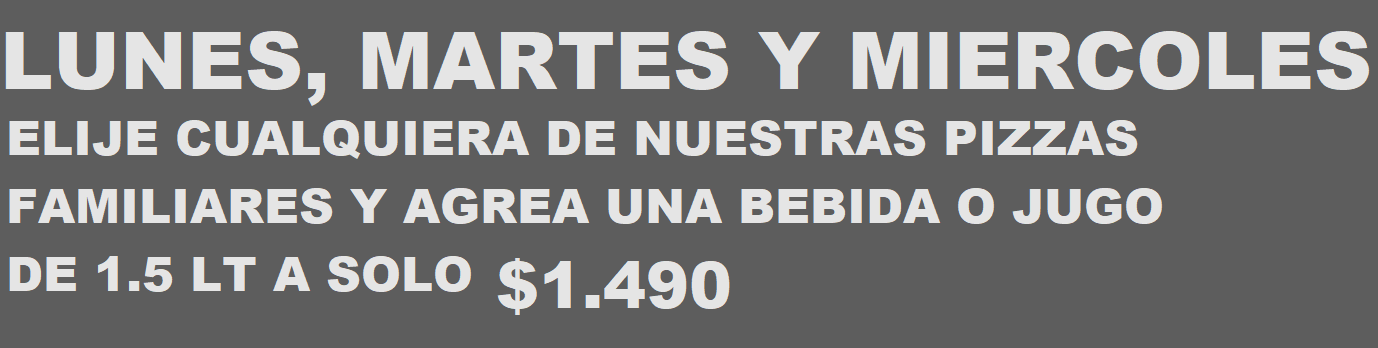 LUNES, MARTES Y MIERCOLES
ELIJE CUALQUIERA DE NUESTRAS PIZZAS
FAMILIARES Y AGREA UNA BEBIDA O JUGO
DE 1.5 LT A SOLO $1.490